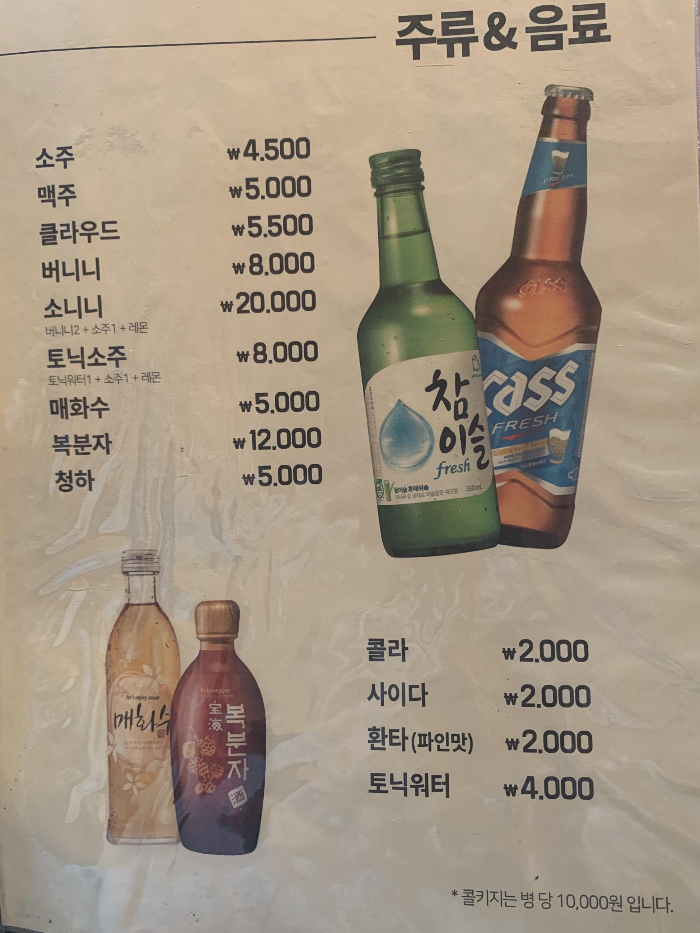 주류 & 음료
소주 ₩4.500
맥주 ₩5.000
클라우드 ₩5.500
버니니 ₩8.000
소니니 ₩20.000
버니니2 + 소주1 + 레몬
토닉소주 ₩8.000
토닉워터1 + 소주1 + 레몬
매화수 ₩5.000
복분자 ₩12.000
청하 ₩5.000
FRESH
cass
참
이슬
fresh
360mL
Cass
FRESH
매화수
복분자
酒
콜라 ₩2.000
사이다 ₩2.000
환타 (파인맛) ₩2.000
토닉워터 ₩4.000
* 콜키지는 병 당 10,000원 입니다.